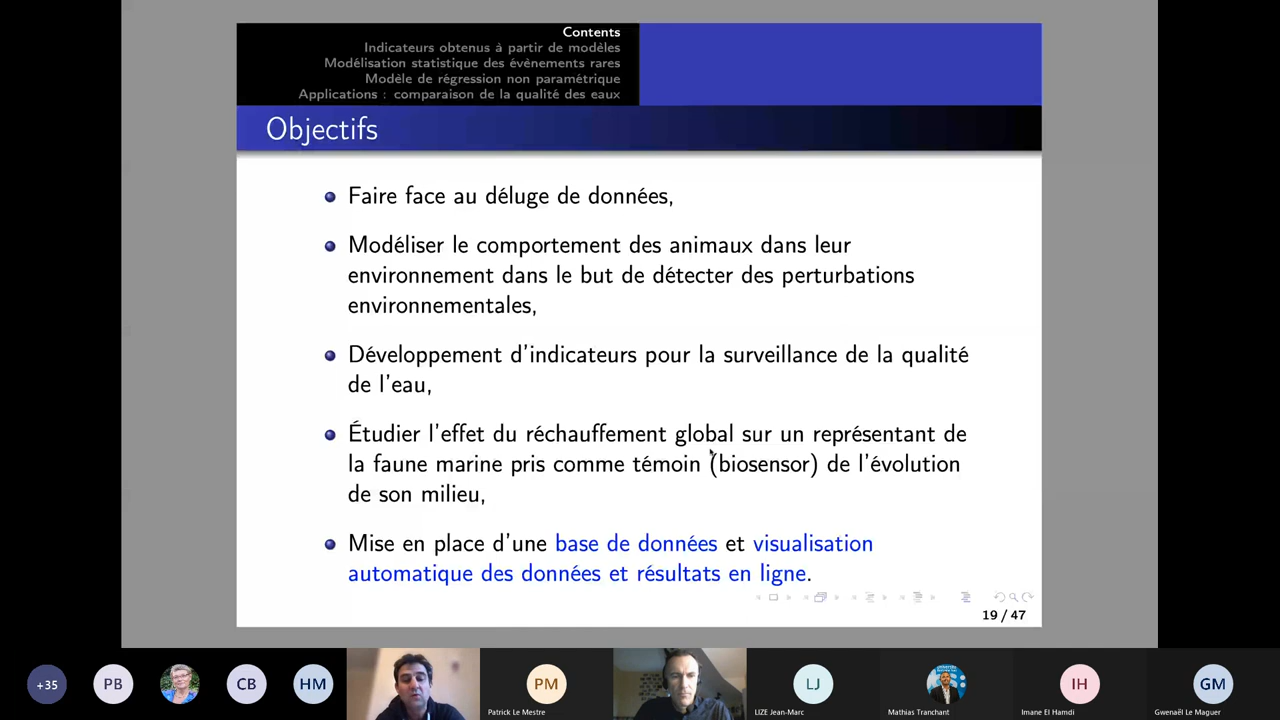 Contents
Indicateurs obtenus à partir de modèles
Modélisation statistique des évènements rares
Modèle de régression non paramétrique
Applications : comparaison de la qualité des eaux
Objectifs
Faire face au déluge de données,
Modéliser le comportement des animaux dans leur
environnement dans le but de détecter des perturbations
environnementales,
Développement d'indicateurs pour la surveillance de la qualité
de l'eau,
Étudier l'effet du réchauffement global sur un représentant de
la faune marine pris comme témoin (biosensor) de l'évolution
de son milieu,
Mise en place d'une base de données et visualisation
automatique des données et résultats en ligne.
19 / 47
+35
PB
CB
HM
PM
Patrick Le Mestre
LJ
LIZE Jean-Marc
Mathias Tranchant
IH
Imane El Hamdi
GM
Gwenaël Le Maguer